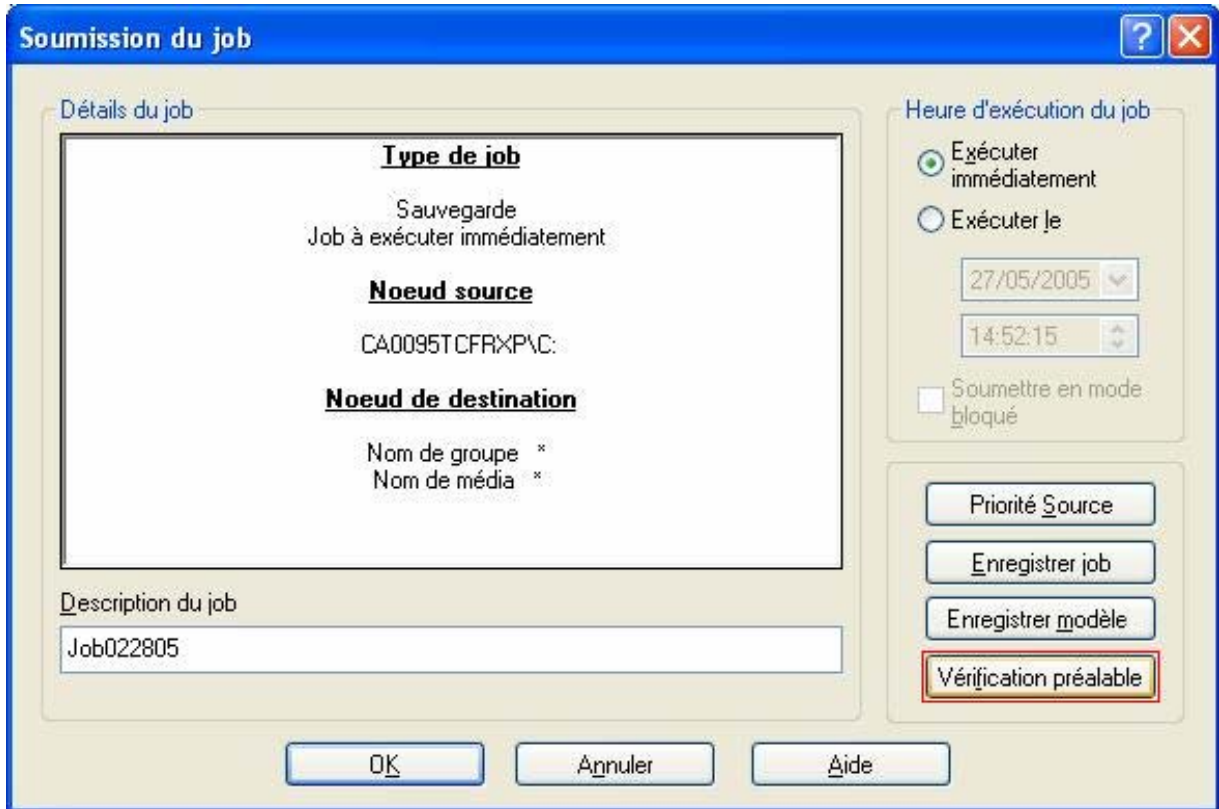 Soumission du job
Détails du job
Type de job
Sauvegarde
Job à exécuter immédiatement
Noeud source
CA0095TCFRXP\C:
Noeud de destination
Nom de groupe *
Nom de média *
Description du job
Job022805
Heure d'exécution du job
Exécuter
immédiatement
Exécuter le
27/05/2005
14:52:15
Soumettre en mode
bloqué
Priorité Source
Enregistrer job
Enregistrer modèle
Vérification préalable
OK
Annuler
Aide